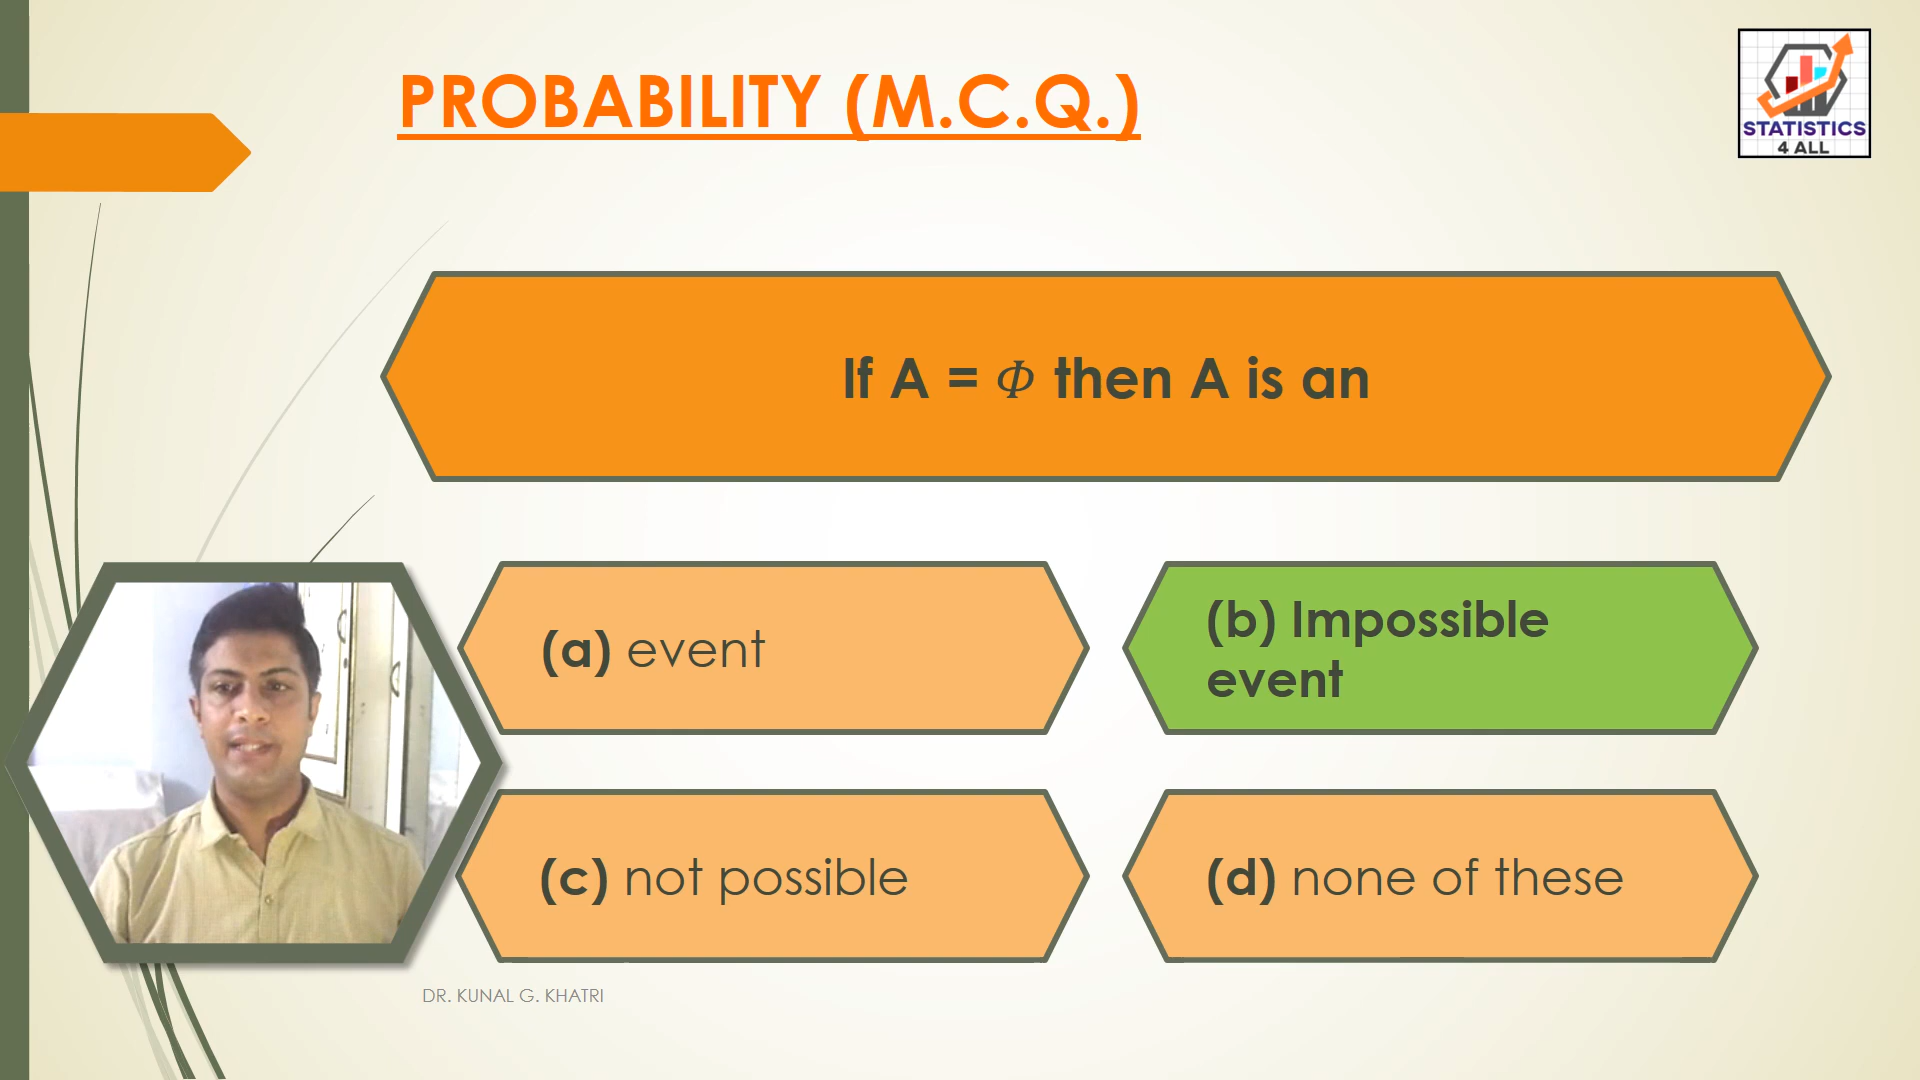 PROBABILITY (M.C.Q.)
STATISTICS
4 ALL
If A = Φ then A is an
(a) event
(b) Impossible
event
(c) not possible
(d) none of these
DR. KUNAL G. KHATRI